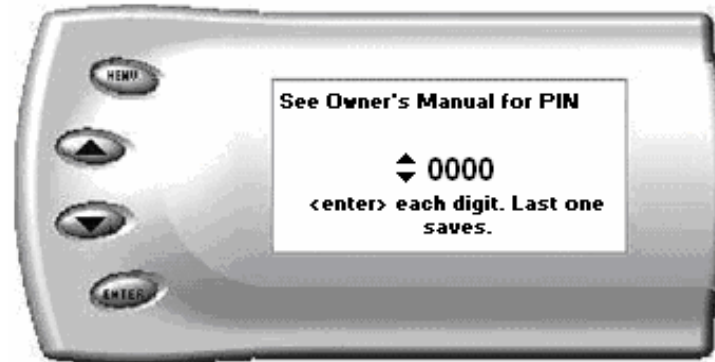 MENU
See Owner's Manual for PIN
0000
<enter> each digit. Last one
saves.
ENTER